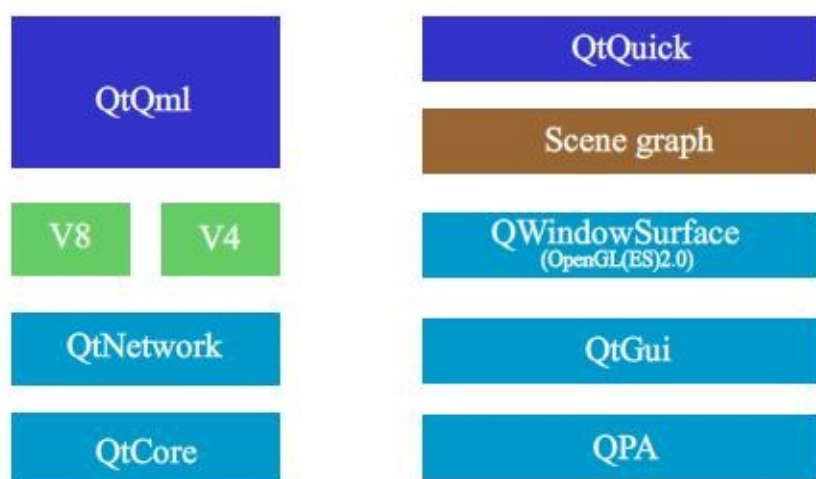 QtQml
V8
V4
QtNetwork
QtCore
QtQuick
Scene graph
QWindowSurface
(OpenGL(ES)2.0)
QtGui
QPA